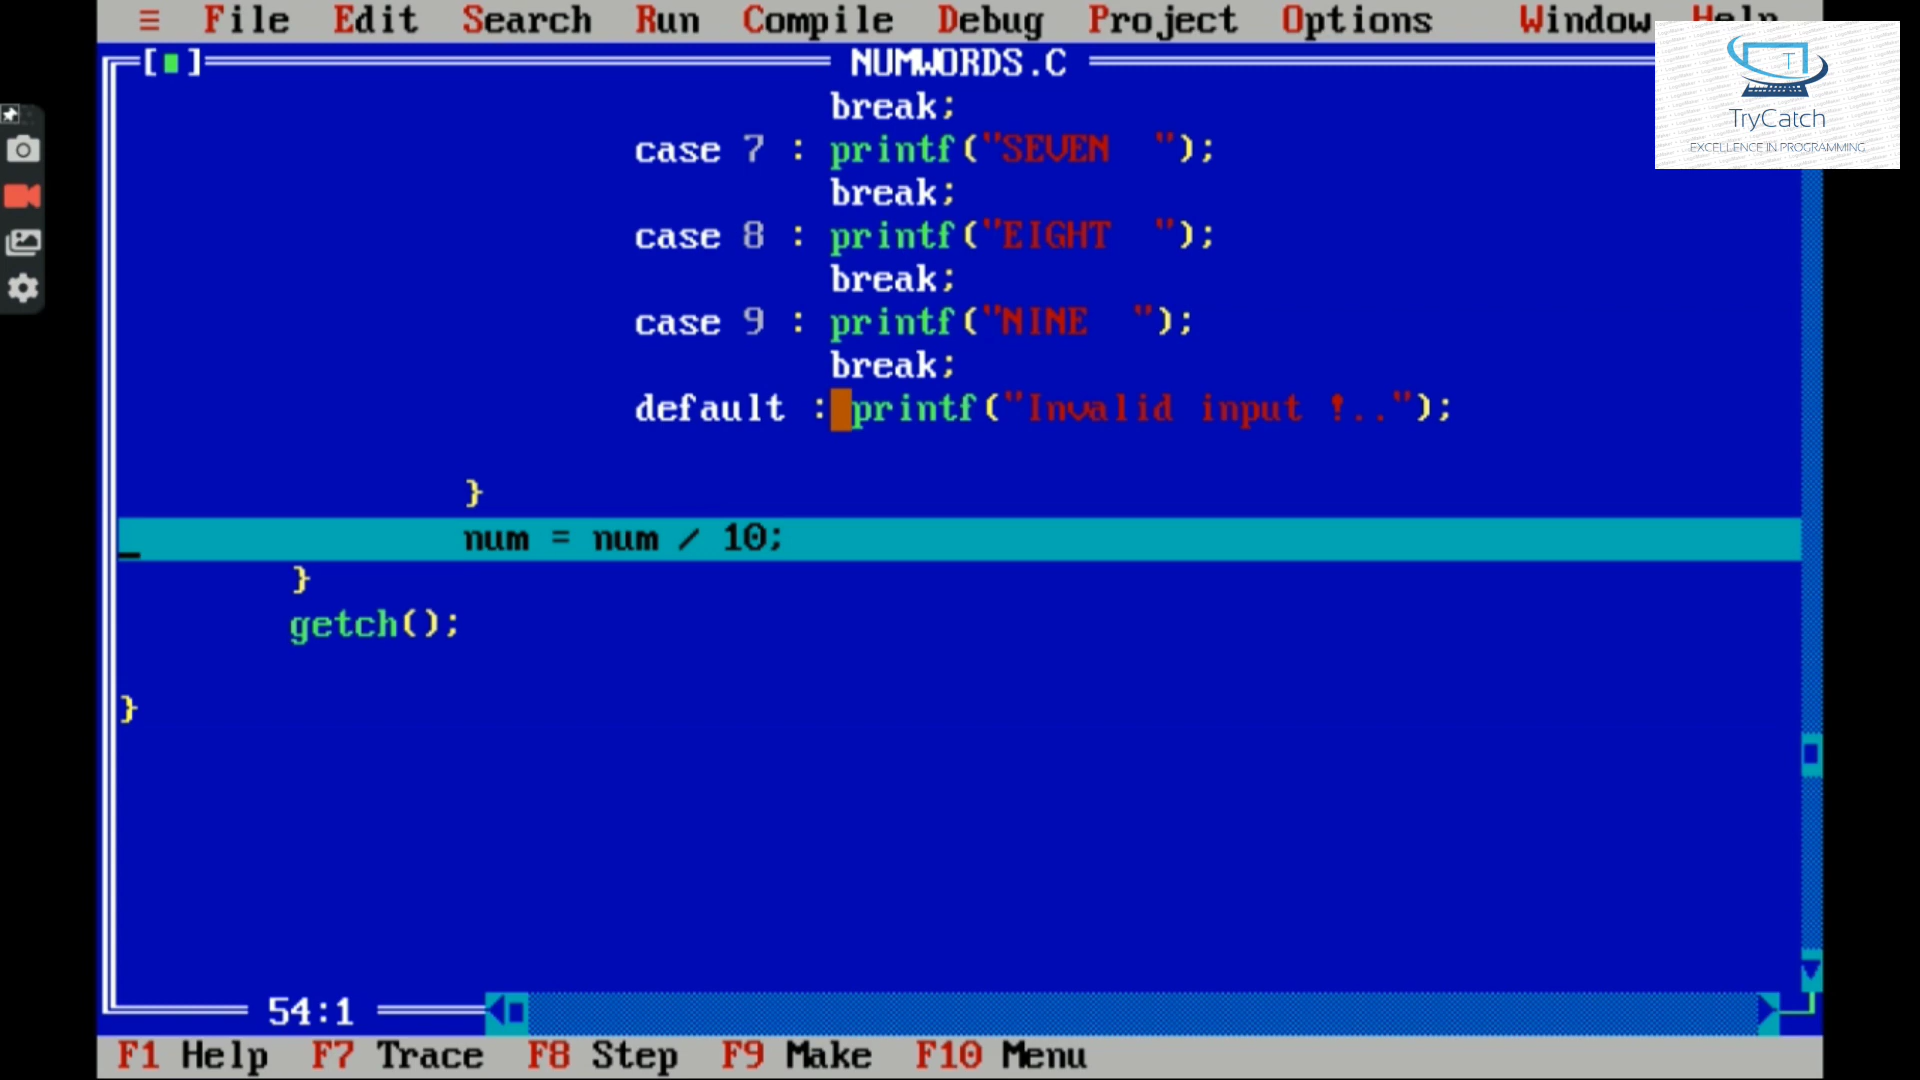 ≡ File Edit Search Run Compile Debug Project Options Window Help
[■] NUMWORDS.C
break;
case 7 : printf("SEVEN  ");
break;
case 8 : printf("EIGHT  ");
break;
case 9 : printf("NINE  ");
break;
default : printf("Invalid input !..");
}
num = num / 10;
}
getch();
}
54:1
F1 Help F7 Trace F8 Step F9 Make F10 Menu
T
TryCatch
EXCELLENCE IN PROGRAMMING